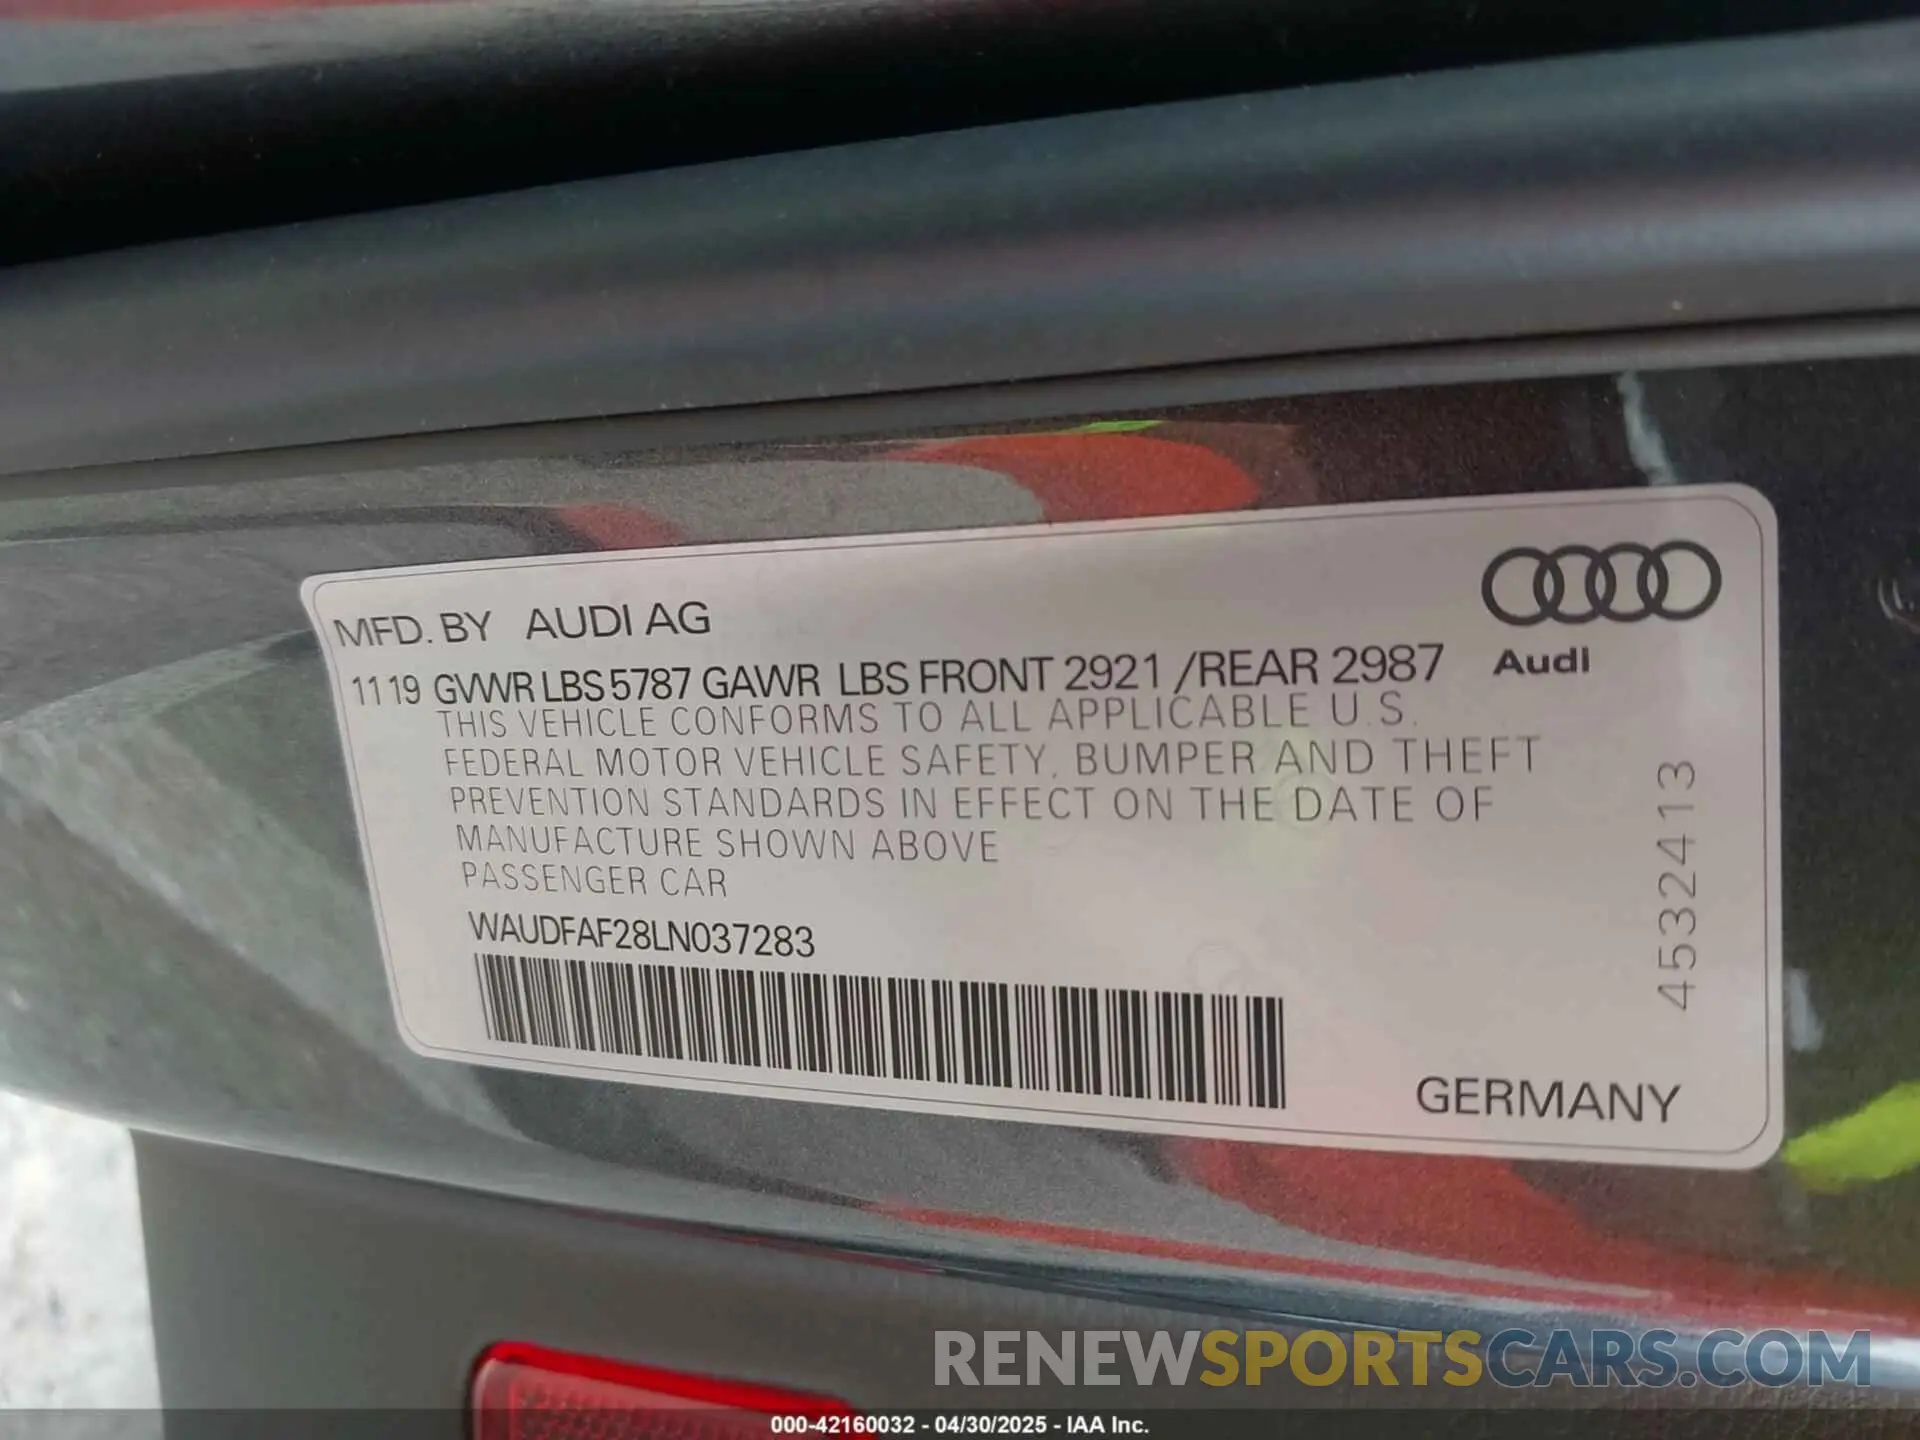 MFD. BY AUDI AG
Audi
11 19 GVWR LBS 5787 GAWR LBS FRONT 2921 /REAR 2987
THIS VEHICLE CONFORMS TO ALL APPLICABLE U.S.
FEDERAL MOTOR VEHICLE SAFETY, BUMPER AND THEFT
PREVENTION STANDARDS IN EFFECT ON THE DATE OF
MANUFACTURE SHOWN ABOVE
PASSENGER CAR
WAUDFAF28LN037283
4532413
GERMANY
RENEWSPORTSCARS.COM
000-42160032 - 04/30/2025 - IAA Inc.